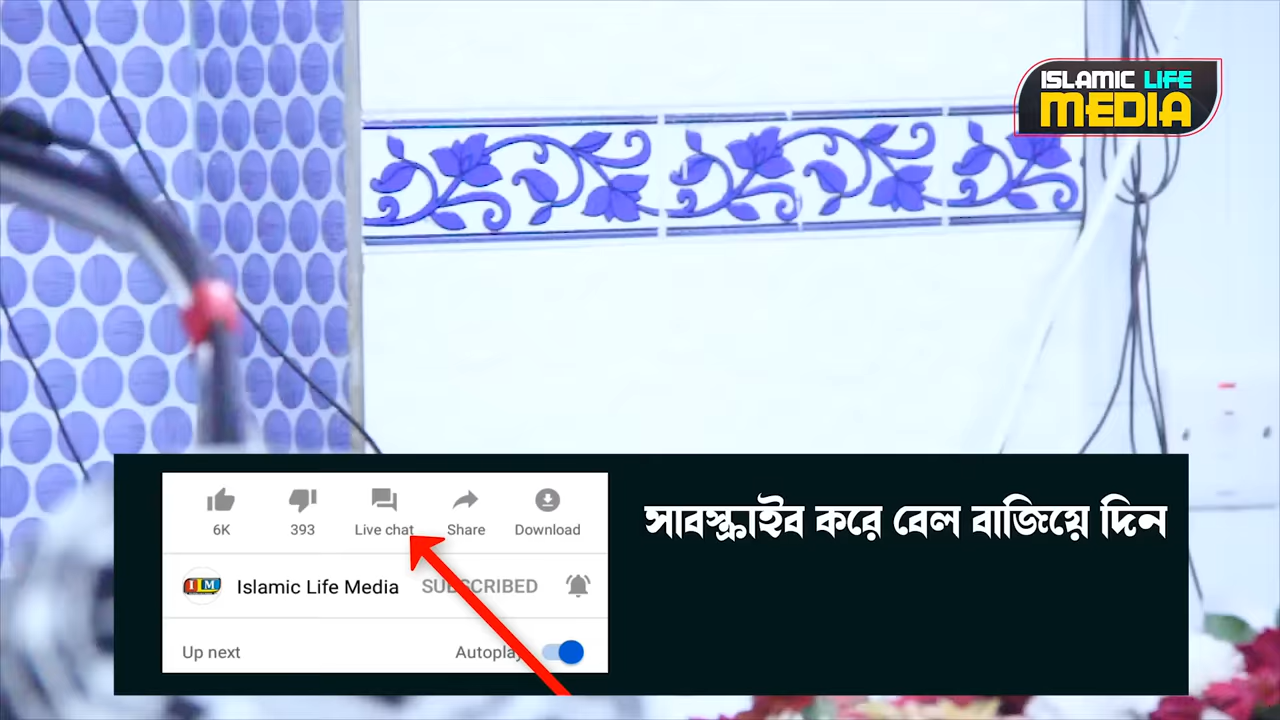 ISLAMIC LIFE
MEDIA
6K
393
Live chat
Share
Download
সাবস্ক্রাইব করে বেল বাজিয়ে দিন
ILM
Islamic Life Media
SUBSCRIBED
Up next
Autoplay